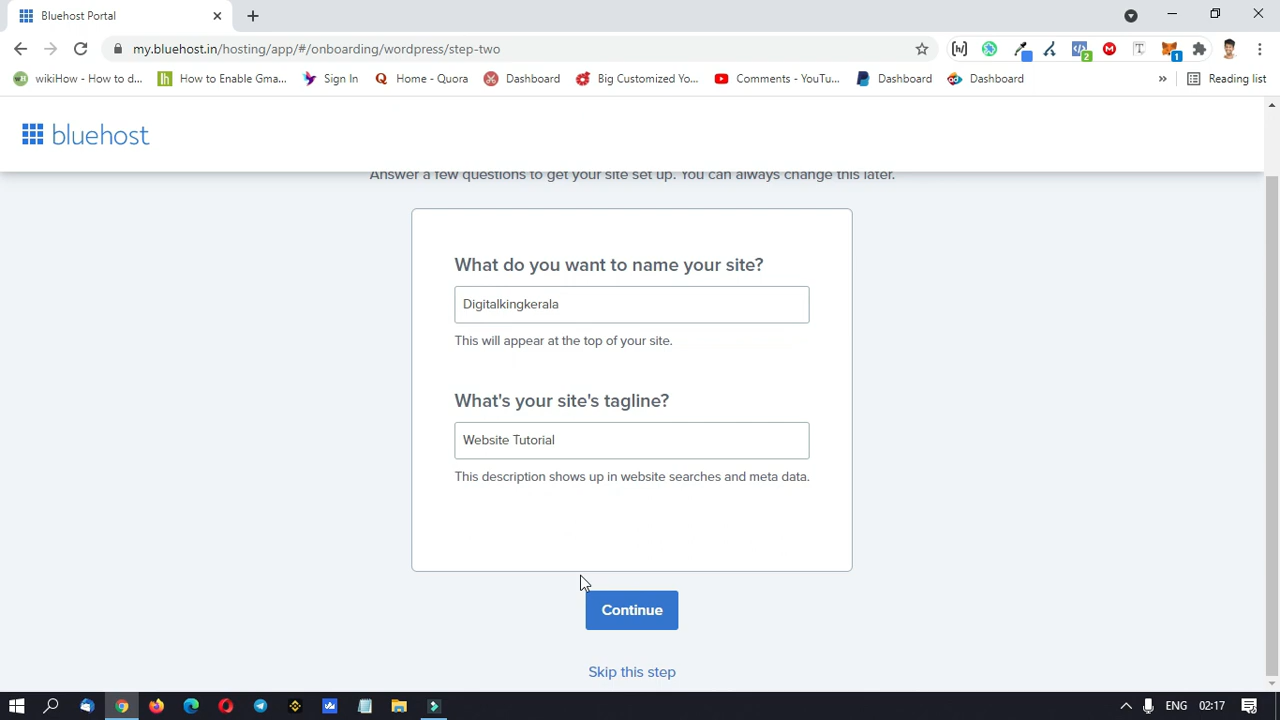 Bluehost Portal
my.bluehost.in/hosting/app/#/onboarding/wordpress/step-two
wikiHow - How to d...
How to Enable Gma...
Sign In
Home - Quora
Dashboard
Big Customized Yo...
Comments - YouTu...
Dashboard
Dashboard
»
Reading list
bluehost
Answer a few questions to get your site set up. You can always change this later.
What do you want to name your site?
Digitalkingkerala
This will appear at the top of your site.
What's your site's tagline?
Website Tutorial
This description shows up in website searches and meta data.
Continue
Skip this step
ENG 02:17